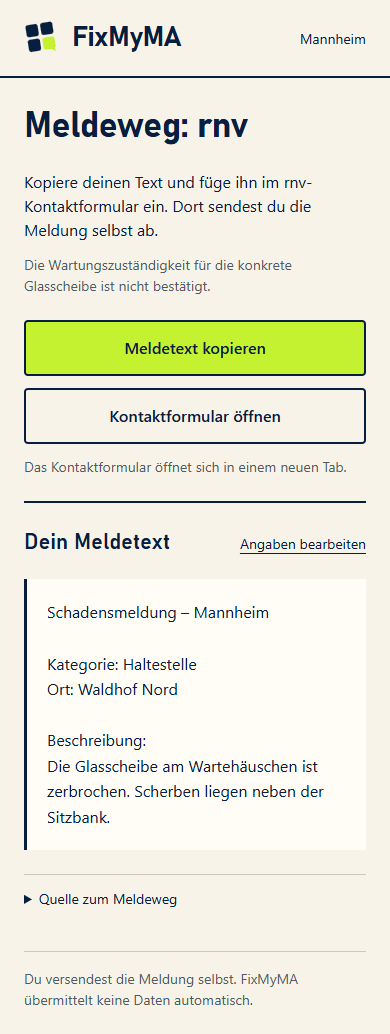 FixMyMA
Mannheim
Meldeweg: rnv
Kopiere deinen Text und füge ihn im rnv-
Kontaktformular ein. Dort sendest du die
Meldung selbst ab.
Die Wartungszuständigkeit für die konkrete
Glasscheibe ist nicht bestätigt.
Meldetext kopieren
Kontaktformular öffnen
Das Kontaktformular öffnet sich in einem neuen Tab.
Dein Meldetext
Angaben bearbeiten
Schadensmeldung – Mannheim
Kategorie: Haltestelle
Ort: Waldhof Nord
Beschreibung:
Die Glasscheibe am Wartehäuschen ist
zerbrochen. Scherben liegen neben der
Sitzbank.
Quelle zum Meldeweg
Du versendest die Meldung selbst. FixMyMA
übermittelt keine Daten automatisch.